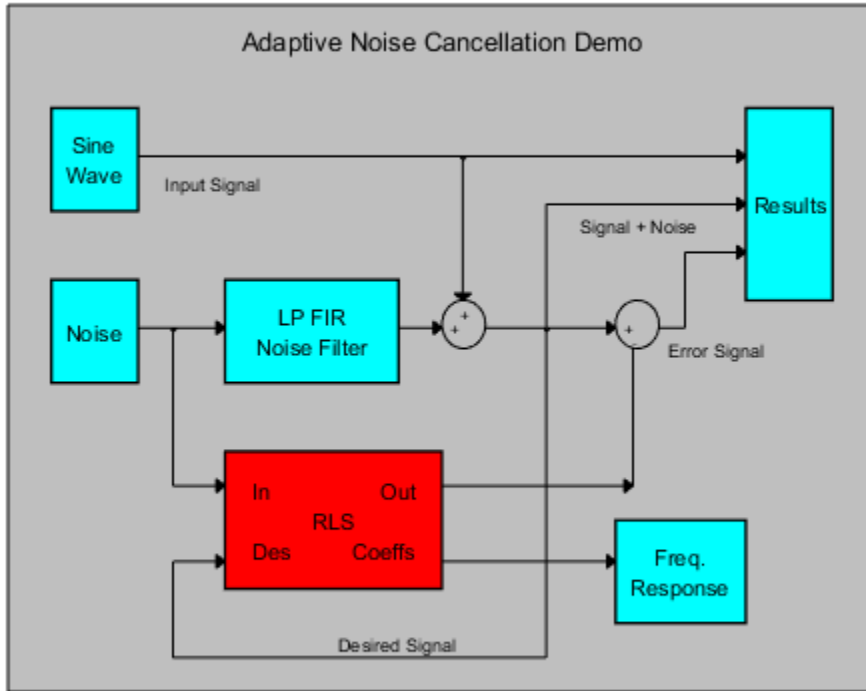 Adaptive Noise Cancellation Demo
Sine
Wave
Input Signal
Results
Signal + Noise
Noise
LP FIR
Noise Filter
+
+
+
-
Error Signal
In
Out
RLS
Des
Coeffs
Freq.
Response
Desired Signal